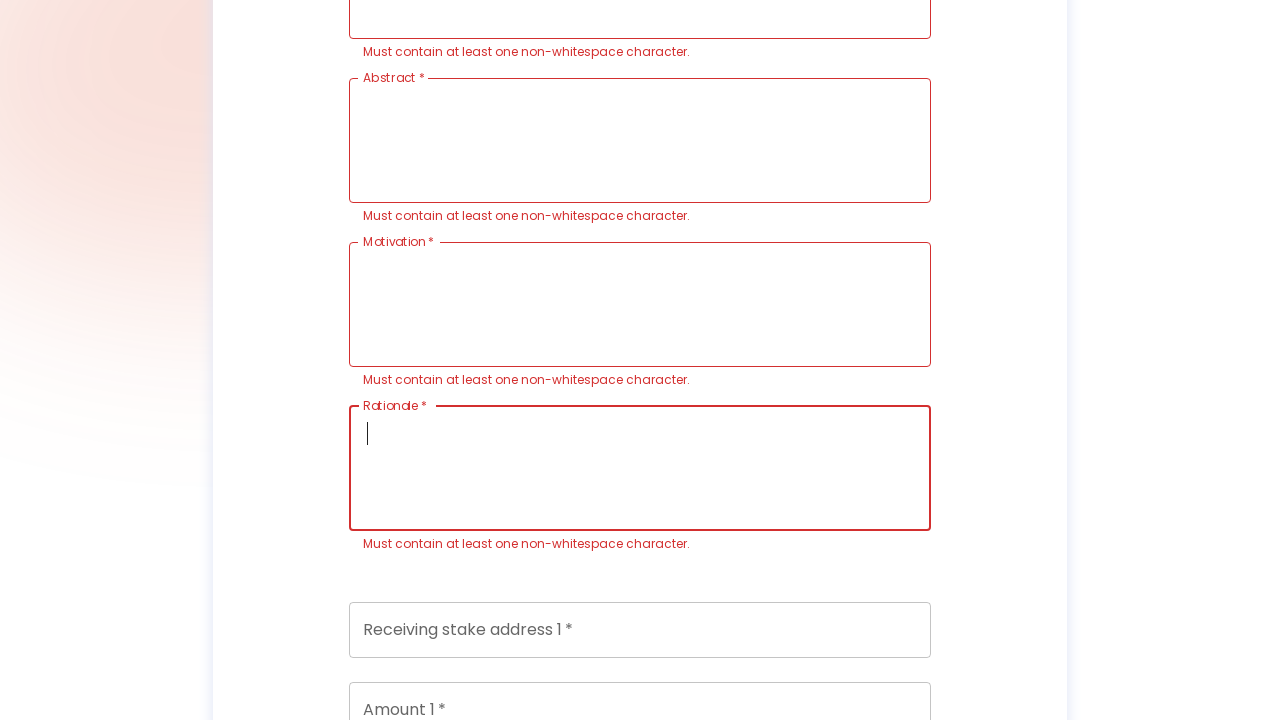 Must contain at least one non-whitespace character.
Abstract *
Must contain at least one non-whitespace character.
Motivation *
Must contain at least one non-whitespace character.
Rationale *
Must contain at least one non-whitespace character.
Receiving stake address 1 *
Amount 1 *